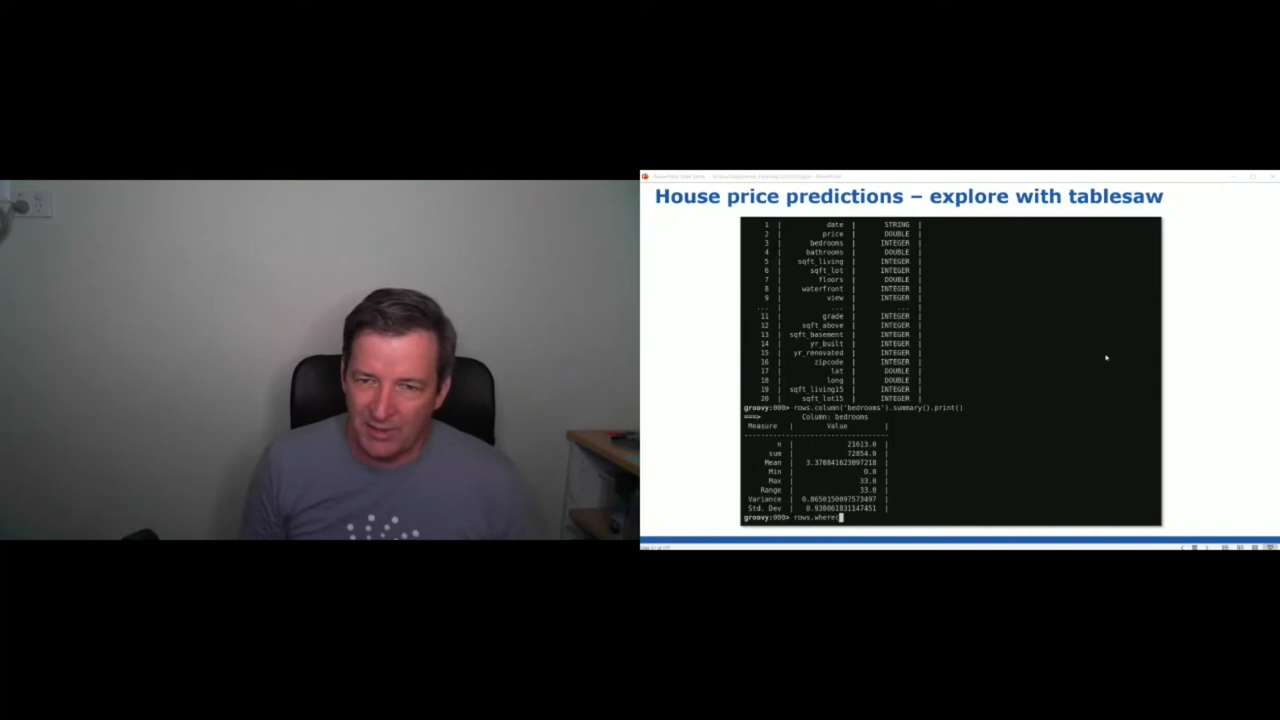 House price predictions – explore with tablesaw
1 | date | STRING |
2 | price | DOUBLE |
3 | bedrooms | INTEGER |
4 | bathrooms | DOUBLE |
5 | sqft_living | INTEGER |
6 | sqft_lot | INTEGER |
7 | floors | DOUBLE |
8 | waterfront | INTEGER |
9 | view | INTEGER |
... | ... | ... |
11 | grade | INTEGER |
12 | sqft_above | INTEGER |
13 | sqft_basement | INTEGER |
14 | yr_built | INTEGER |
15 | yr_renovated | INTEGER |
16 | zipcode | INTEGER |
17 | lat | DOUBLE |
18 | long | DOUBLE |
19 | sqft_living15 | INTEGER |
20 | sqft_lot15 | INTEGER |
groovy:000> rows.column('bedrooms').summary().print()
===> Column: bedrooms
Measure | Value |
-----------------------------------
n | 21613.0 |
sum | 72854.0 |
Mean | 3.370841623097218 |
Min | 0.0 |
Max | 33.0 |
Range | 33.0 |
Variance | 0.8650150097573497 |
Std. Dev | 0.930061831147451 |
groovy:000> rows.where(